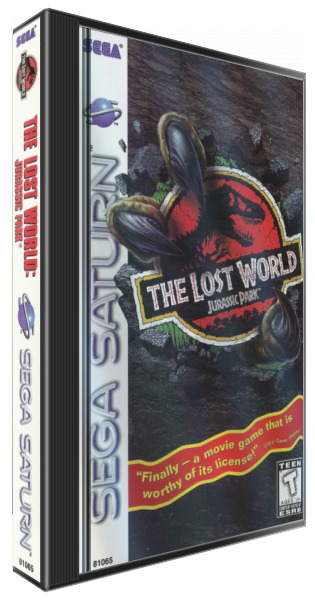 THE LOST WORLD:
JURASSIC PARK
SEGA SATURN
81065
SEGA
SEGA SATURN
THE LOST WORLD
JURASSIC PARK
"Finally – a movie game that is
worthy of its license!"
TEEN
T
ESRB
81065